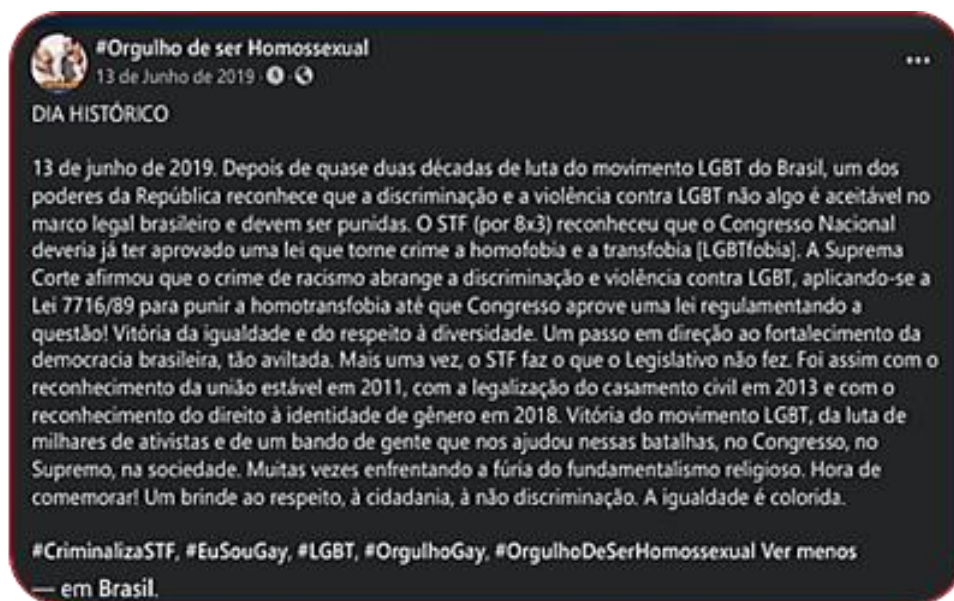 #Orgulho de ser Homossexual
13 de Junho de 2019 ·
DIA HISTÓRICO
13 de junho de 2019. Depois de quase duas décadas de luta do movimento LGBT do Brasil, um dos
poderes da República reconhece que a discriminação e a violência contra LGBT não algo é aceitável no
marco legal brasileiro e devem ser punidas. O STF (por 8x3) reconheceu que o Congresso Nacional
deveria já ter aprovado uma lei que torne crime a homofobia e a transfobia [LGBTfobia]. A Suprema
Corte afirmou que o crime de racismo abrange a discriminação e violência contra LGBT, aplicando-se a
Lei 7716/89 para punir a homotransfobia até que Congresso aprove uma lei regulamentando a
questão! Vitória da igualdade e do respeito à diversidade. Um passo em direção ao fortalecimento da
democracia brasileira, tão aviltada. Mais uma vez, o STF faz o que o Legislativo não fez. Foi assim com o
reconhecimento da união estável em 2011, com a legalização do casamento civil em 2013 e com o
reconhecimento do direito à identidade de gênero em 2018. Vitória do movimento LGBT, da luta de
milhares de ativistas e de um bando de gente que nos ajudou nessas batalhas, no Congresso, no
Supremo, na sociedade. Muitas vezes enfrentando a fúria do fundamentalismo religioso. Hora de
comemorar! Um brinde ao respeito, à cidadania, à não discriminação. A igualdade é colorida.
#CriminalizaSTF, #EuSouGay, #LGBT, #OrgulhoGay, #OrgulhoDeSerHomossexual Ver menos
— em Brasil.